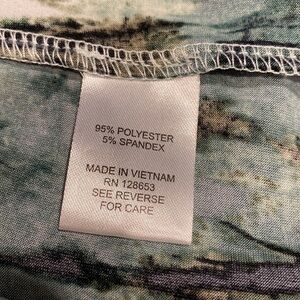 95% POLYESTER
5% SPANDEX
MADE IN VIETNAM
RN 128653
SEE REVERSE
FOR CARE